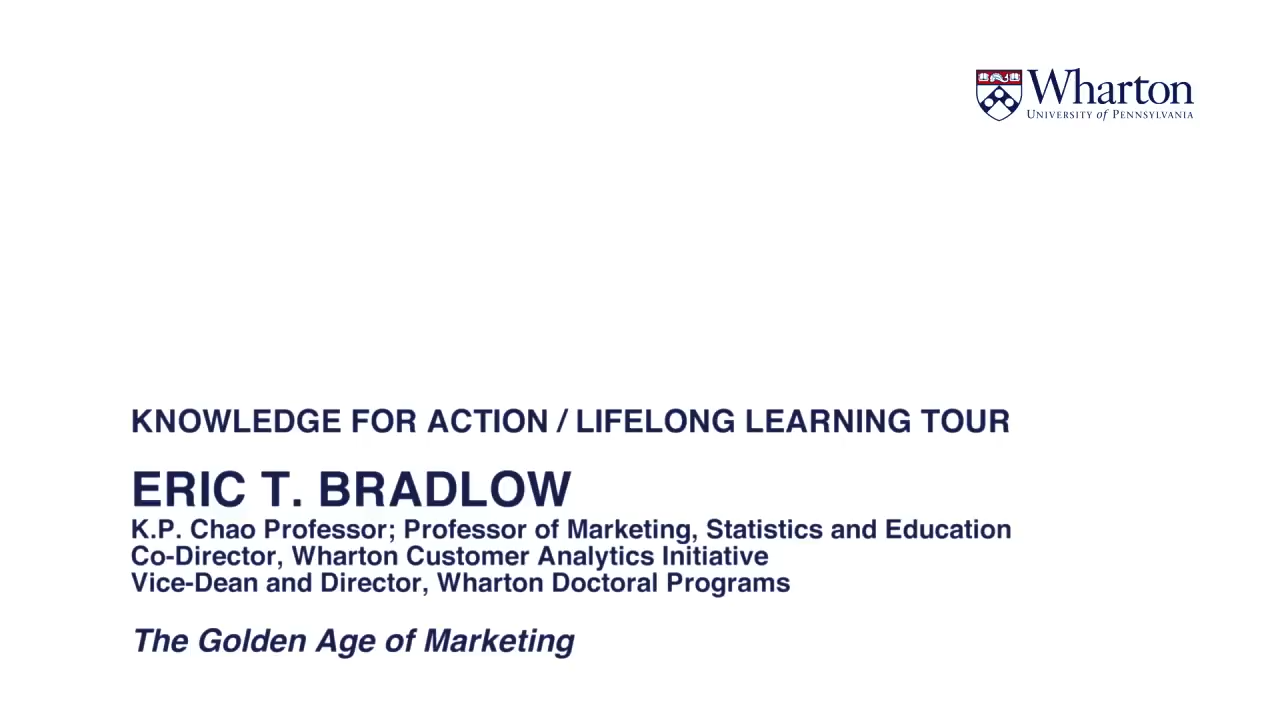 Wharton
UNIVERSITY of PENNSYLVANIA
KNOWLEDGE FOR ACTION / LIFELONG LEARNING TOUR
ERIC T. BRADLOW
K.P. Chao Professor; Professor of Marketing, Statistics and Education
Co-Director, Wharton Customer Analytics Initiative
Vice-Dean and Director, Wharton Doctoral Programs
The Golden Age of Marketing